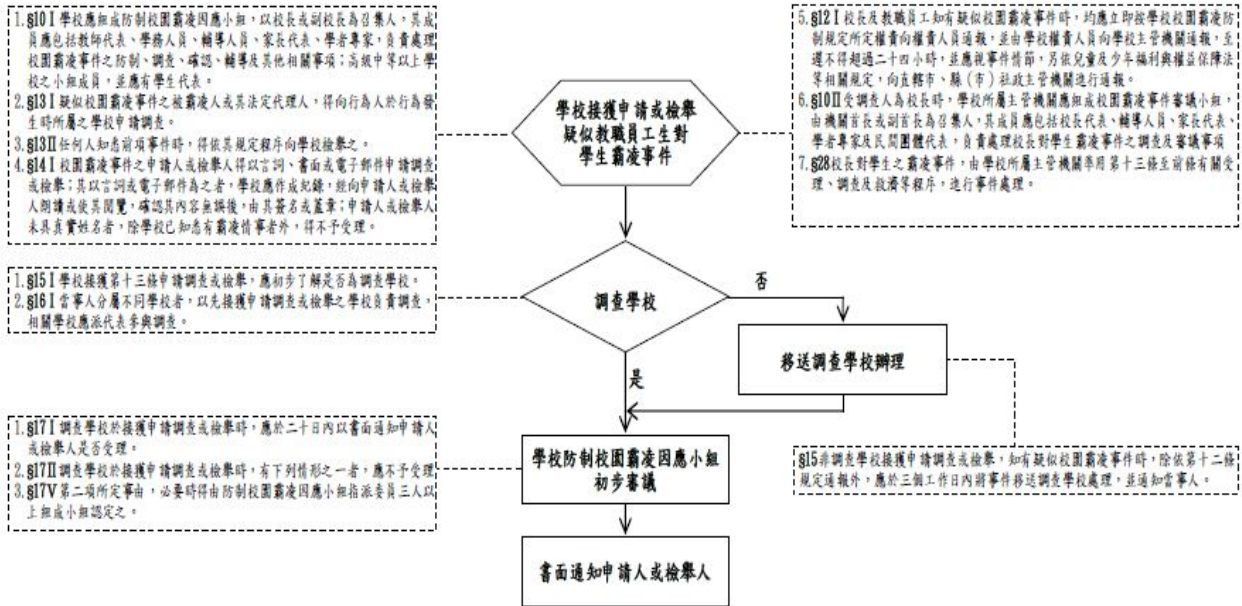 1.§10Ⅰ學校應組成防制校園霸凌因應小組，以校長或副校長為召集人，其成
員應包括教師代表、學務人員、輔導人員、家長代表、學者專家，負責處理
校園霸凌事件之防制、調查、確認、輔導及其他相關事項；高級中等以上學
校之小組成員，並應有學生代表。
2.§13Ⅰ疑似校園霸凌事件之被霸凌人或其法定代理人，得向行為人於行為發
生時所屬之學校申請調查。
3.§13Ⅱ任何人知悉前項事件時，得依其規定程序向學校檢舉之。
4.§14Ⅰ校園霸凌事件之申請人或檢舉人得以言詞、書面或電子郵件申請調查
或檢舉；其以言詞或電子郵件為之者，學校應作成紀錄，經向申請人或檢舉
人朗讀或使其閱覽，確認其內容無誤後，由其簽名或蓋章；申請人或檢舉人
未具真實姓名者，除學校已知悉有霸凌情事者外，得不予受理。
學校接獲申請或檢舉
疑似教職員工生對
學生霸凌事件
5.§12Ⅰ校長及教職員工知有疑似校園霸凌事件時，均應立即按學校校園霸凌防
制規定所定權責向權責人員通報，並由學校權責人員向學校主管機關通報，至
遲不得超過二十四小時，並應視事件情節，另依兒童及少年福利與權益保障法
等相關規定，向直轄市、縣（市）社政主管機關進行通報。
6.§10Ⅱ受調查人為校長時，學校所屬主管機關應組成校園霸凌事件審議小組，
由機關首長或副首長為召集人，其成員應包括校長代表、輔導人員、家長代表、
學者專家及民間團體代表，負責處理校長對學生霸凌事件之調查及審議事項
7.§28校長對學生之霸凌事件，由學校所屬主管機關準用第十三條至前條有關受
理、調查及救濟等程序，進行事件處理。
1.§15Ⅰ學校接獲第十三條申請調查或檢舉，應初步了解是否為調查學校。
2.§16Ⅰ當事人分屬不同學校者，以先接獲申請調查或檢舉之學校負責調查，
相關學校應派代表參與調查。
調查學校
否
是
移送調查學校辦理
1.§17Ⅰ調查學校於接獲申請調查或檢舉時，應於二十日內以書面通知申請人
或檢舉人是否受理。
2.§17Ⅱ調查學校於接獲申請調查或檢舉時，有下列情形之一者，應不予受理
3.§17Ⅴ第二項所定事由，必要時得由防制校園霸凌因應小組指派委員三人以
上組成小組認定之。
學校防制校園霸凌因應小組
初步審議
§15非調查學校接獲申請調查或檢舉，知有疑似校園霸凌事件時，除依第十二條
規定通報外，應於三個工作日內將事件移送調查學校處理，並通知當事人。
書面通知申請人或檢舉人